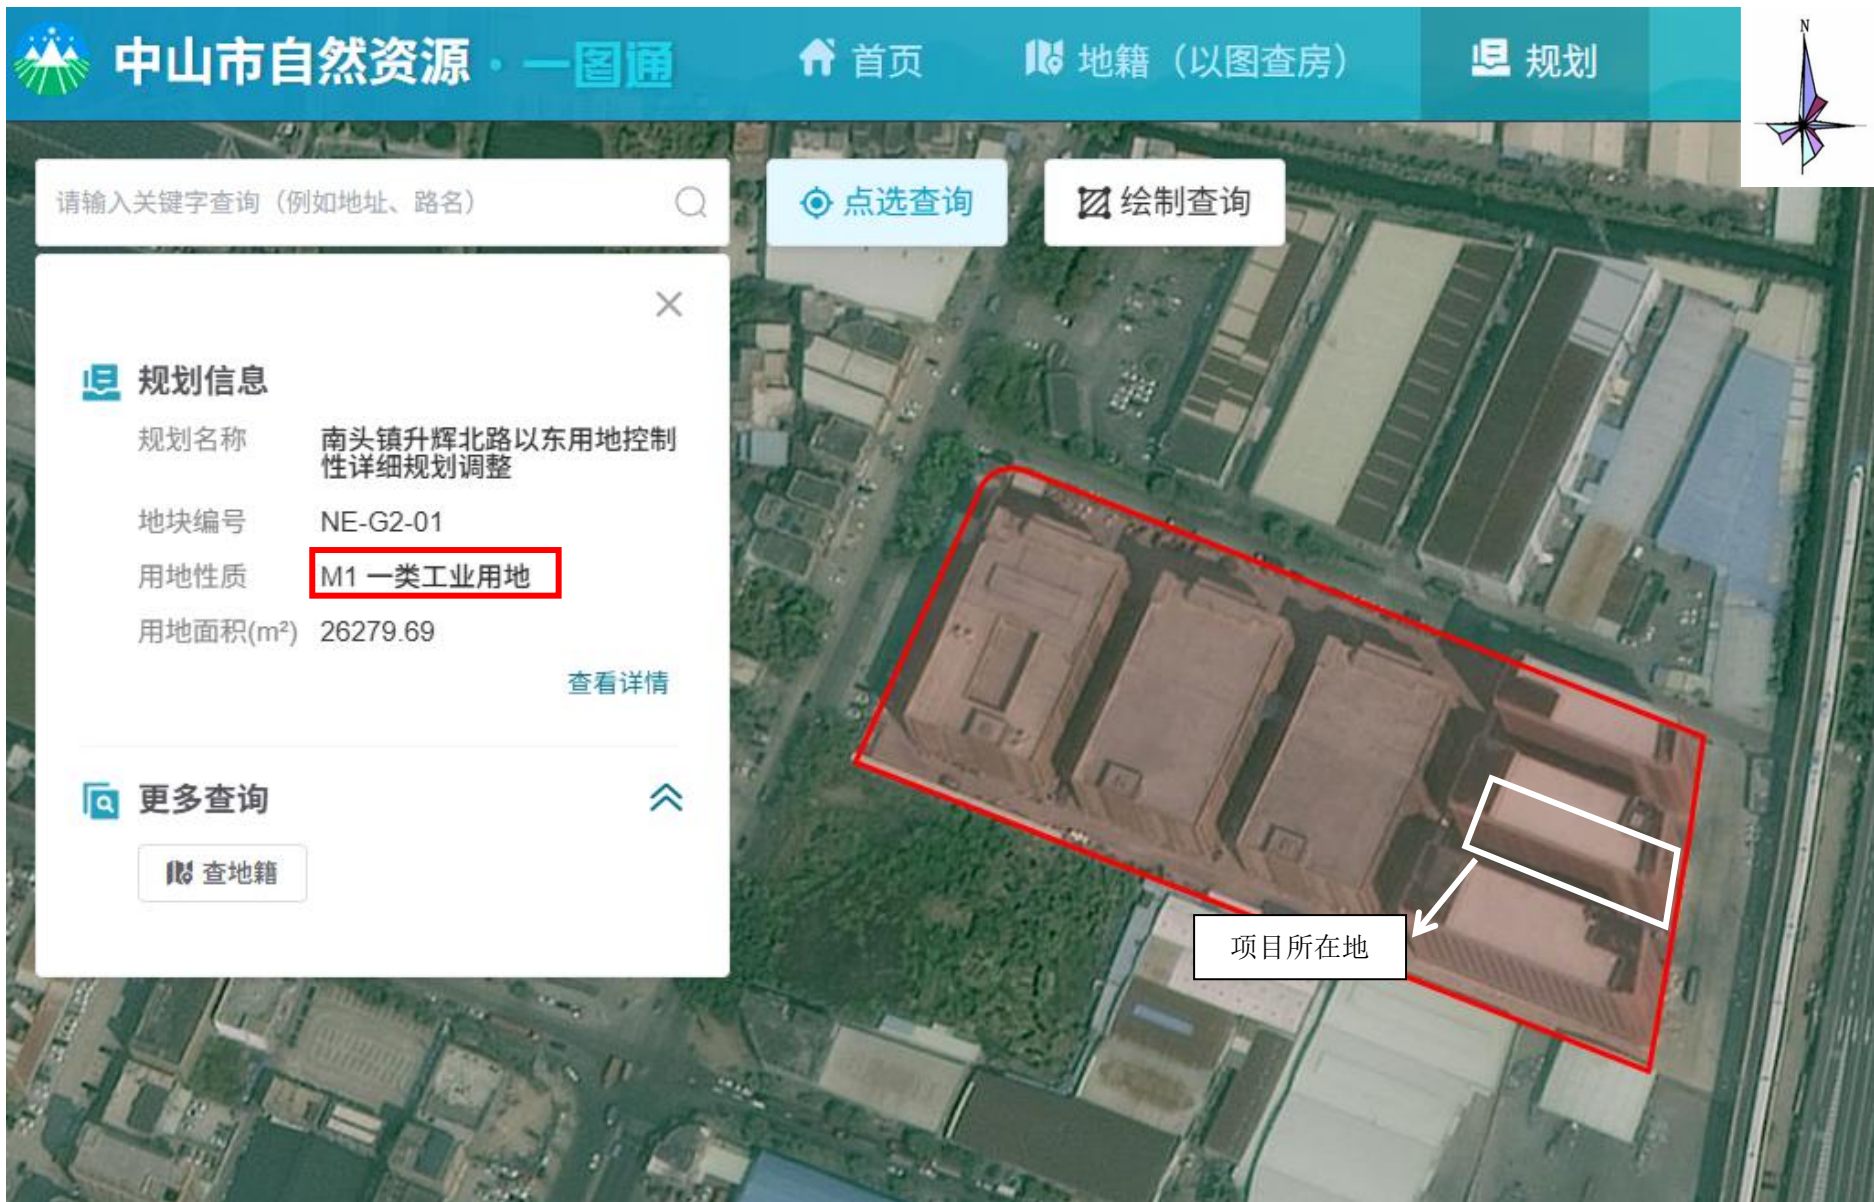 中山市自然资源·一图通
首页
地籍（以图查房）
规划
N
请输入关键字查询（例如地址、路名）
点选查询
绘制查询
规划信息
规划名称 南头镇升辉北路以东用地控制
性详细规划调整
地块编号 NE-G2-01
用地性质 M1 一类工业用地
用地面积(m²) 26279.69
查看详情
更多查询
查地籍
项目所在地